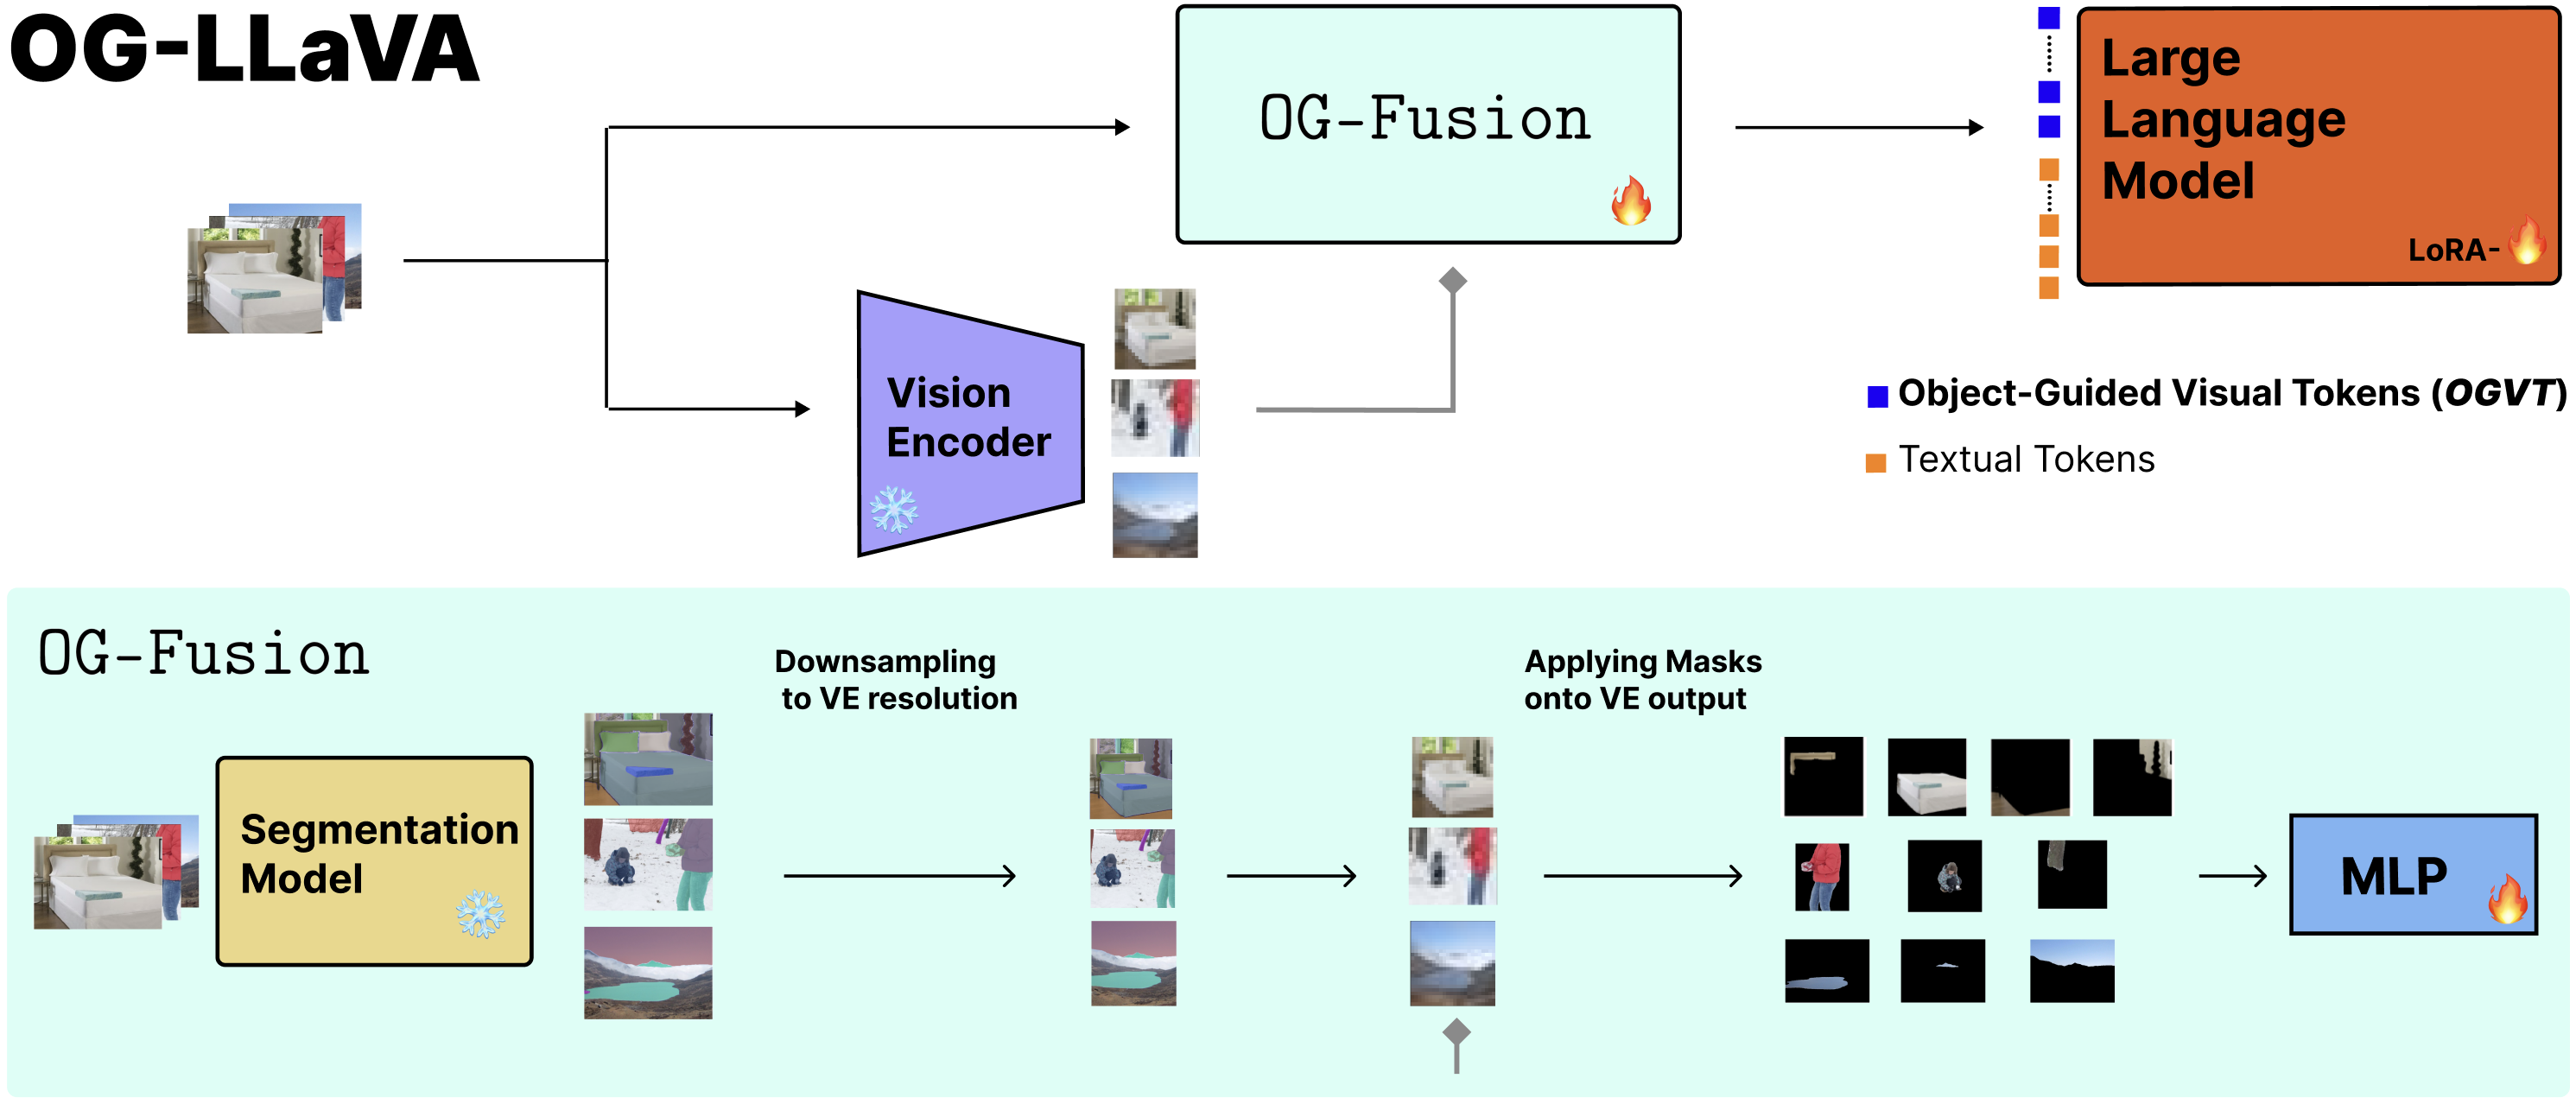 OG-LLaVA
OG-Fusion
Large
Language
Model
LoRA-
Vision
Encoder
Object-Guided Visual Tokens (OGVT)
Textual Tokens
OG-Fusion
Downsampling
to VE resolution
Applying Masks
onto VE output
Segmentation
Model
MLP